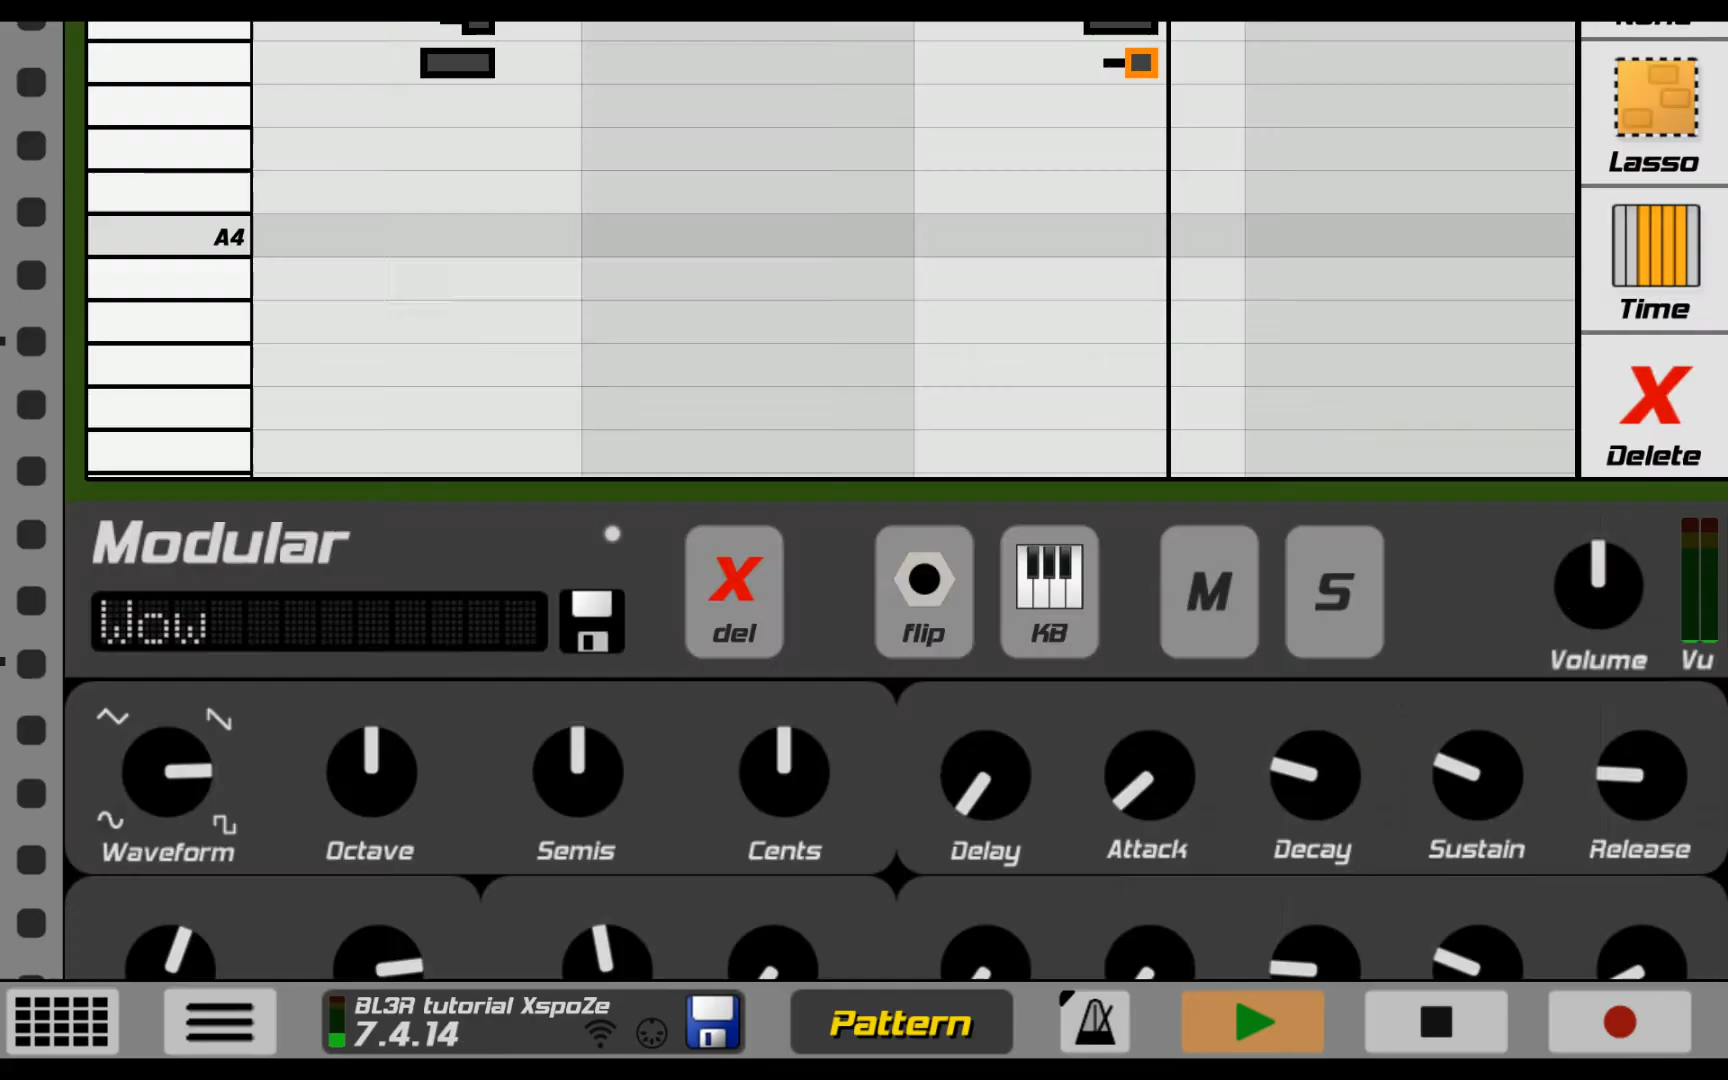 Lasso
A4
Time
Delete
Modular
Wow
del
flip
KB
M
S
Volume
Vu
Waveform
Octave
Semis
Cents
Delay
Attack
Decay
Sustain
Release
BL3R tutorial XspoZe
7.4.14
Pattern